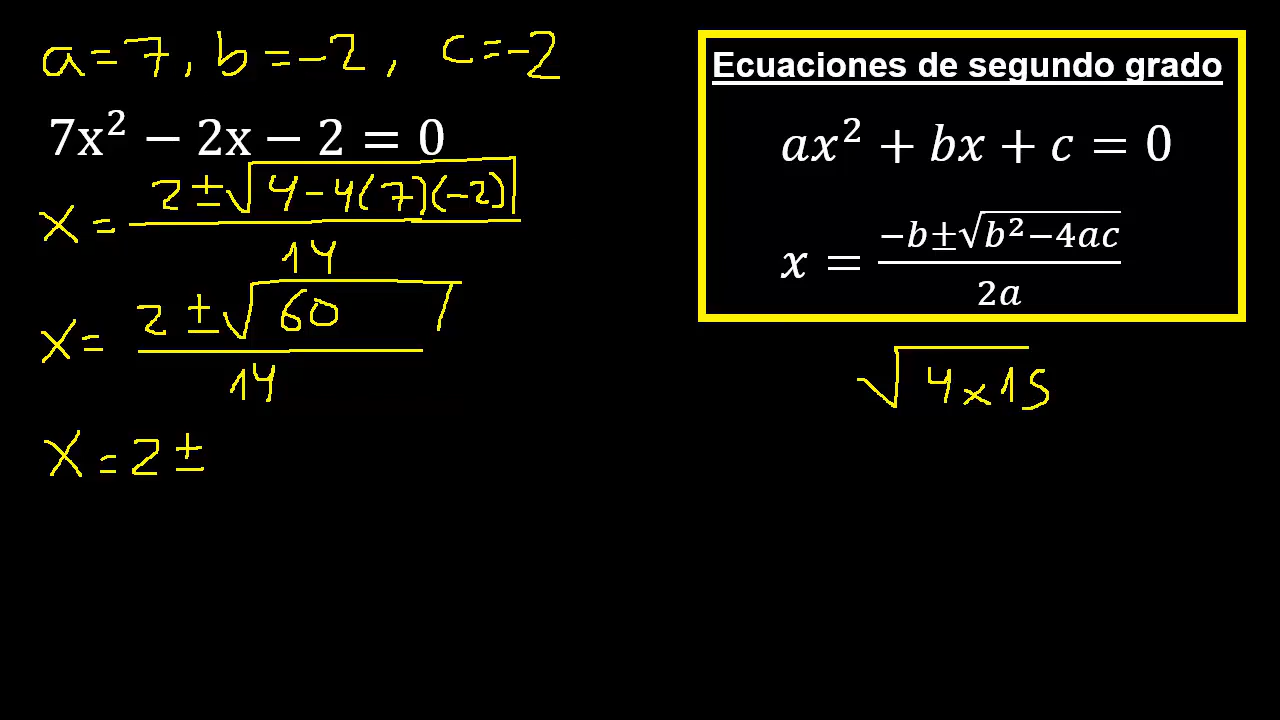 a = 7, b = -2, c = -2
7x² − 2x − 2 = 0
x = (2 ± √(4 - 4(7)(-2))) / 14
x = (2 ± √60) / 14
x = 2 ±
Ecuaciones de segundo grado
ax² + bx + c = 0
x = (−b±√(b²−4ac)) / 2a
√(4x15)